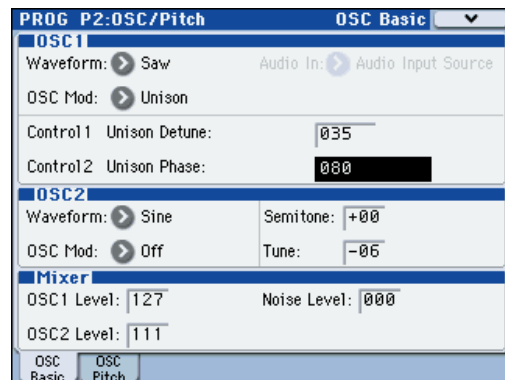 PROG P2:OSC/Pitch OSC Basic
OSC1
Waveform: Saw Audio In: Audio Input Source
OSC Mod: Unison
Control1 Unison Detune: 035
Control2 Unison Phase: 080
OSC2
Waveform: Sine Semitone: +00
OSC Mod: Off Tune: -06
Mixer
OSC1 Level: 127 Noise Level: 000
OSC2 Level: 111
OSC Basic OSC Pitch